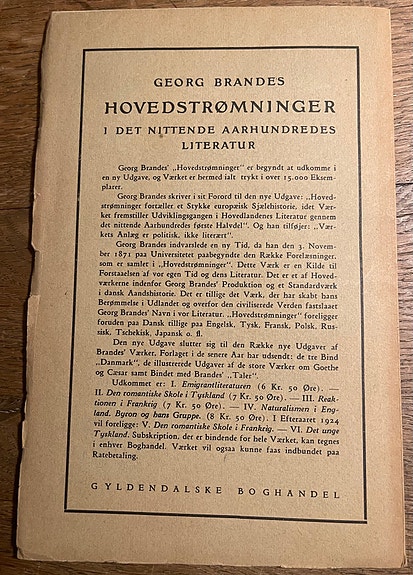 GEORG BRANDES
HOVEDSTRØMNINGER
I DET NITTENDE AARHUNDREDES
LITERATUR
Georg Brandes' „Hovedstrømninger" er begyndt at udkomme i
en ny Udgave, og Værket er hermed ialt trykt i over 15.000 Eksem-
plarer.
Georg Brandes skriver i sit Forord til den nye Udgave: „Hoved-
strømninger fortæller et Stykke europæisk Sjælehistorie, idet Vær-
ket fremstiller Udviklingsgangen i Hovedlandenes Literatur gennem
det nittende Aarhundredes første Halvdel". Og han tilføjer: „Vær-
kets Anlæg er politisk, ikke literært".
Georg Brandes indvarslede en ny Tid, da han den 3. Novem-
ber 1871 paa Universitetet paabegyndte den Række Forelæsninger,
som er samlet i „Hovedstrømninger". Dette Værk er en Kilde til
Forstaaelsen af vor egen Tid og dens Literatur. Det er et af Hoved-
værkerne indenfor Georg Brandes' Produktion og et Standardværk
i dansk Aandshistorie. Det er tillige det Værk, der har skabt hans
Berømmelse i Udlandet og overfor den civiliserede Verden fastslaaet
Georg Brandes' Navn i vor Literatur. „Hovedstrømninger" foreligger
foruden paa Dansk tillige paa Engelsk, Tysk, Fransk, Polsk, Rus-
sisk, Tschekisk, Japansk o. fl.
Den nye Udgave slutter sig til den Række nye Udgaver af
Brandes' Værker, Forlaget i de senere Aar har udsendt: de tre Bind
„Danmark", de illustrerede Udgaver af de store Værker om Goethe
og Cæsar samt Bindet med Brandes' „Taler".
Udkommet er: I. Emigrantliteraturen (6 Kr. 50 Øre). —
II. Den romantiske Skole i Tyskland (7 Kr. 50 Øre). — III. Reak-
tionen i Frankrig (7 Kr. 50 Øre). — IV. Naturalismen i Eng-
land. Byron og hans Gruppe. (8 Kr. 50 Øre). I Efteraaret 1924
vil foreligge: V. Den romantiske Skole i Frankrig. — VI. Det unge
Tyskland. Subskription, der er bindende for hele Værket, kan tegnes
i enhver Boghandel. Værket vil ogsaa kunne faas indbundet paa
Ratebetaling.
GYLDENDALSKE BOGHANDEL